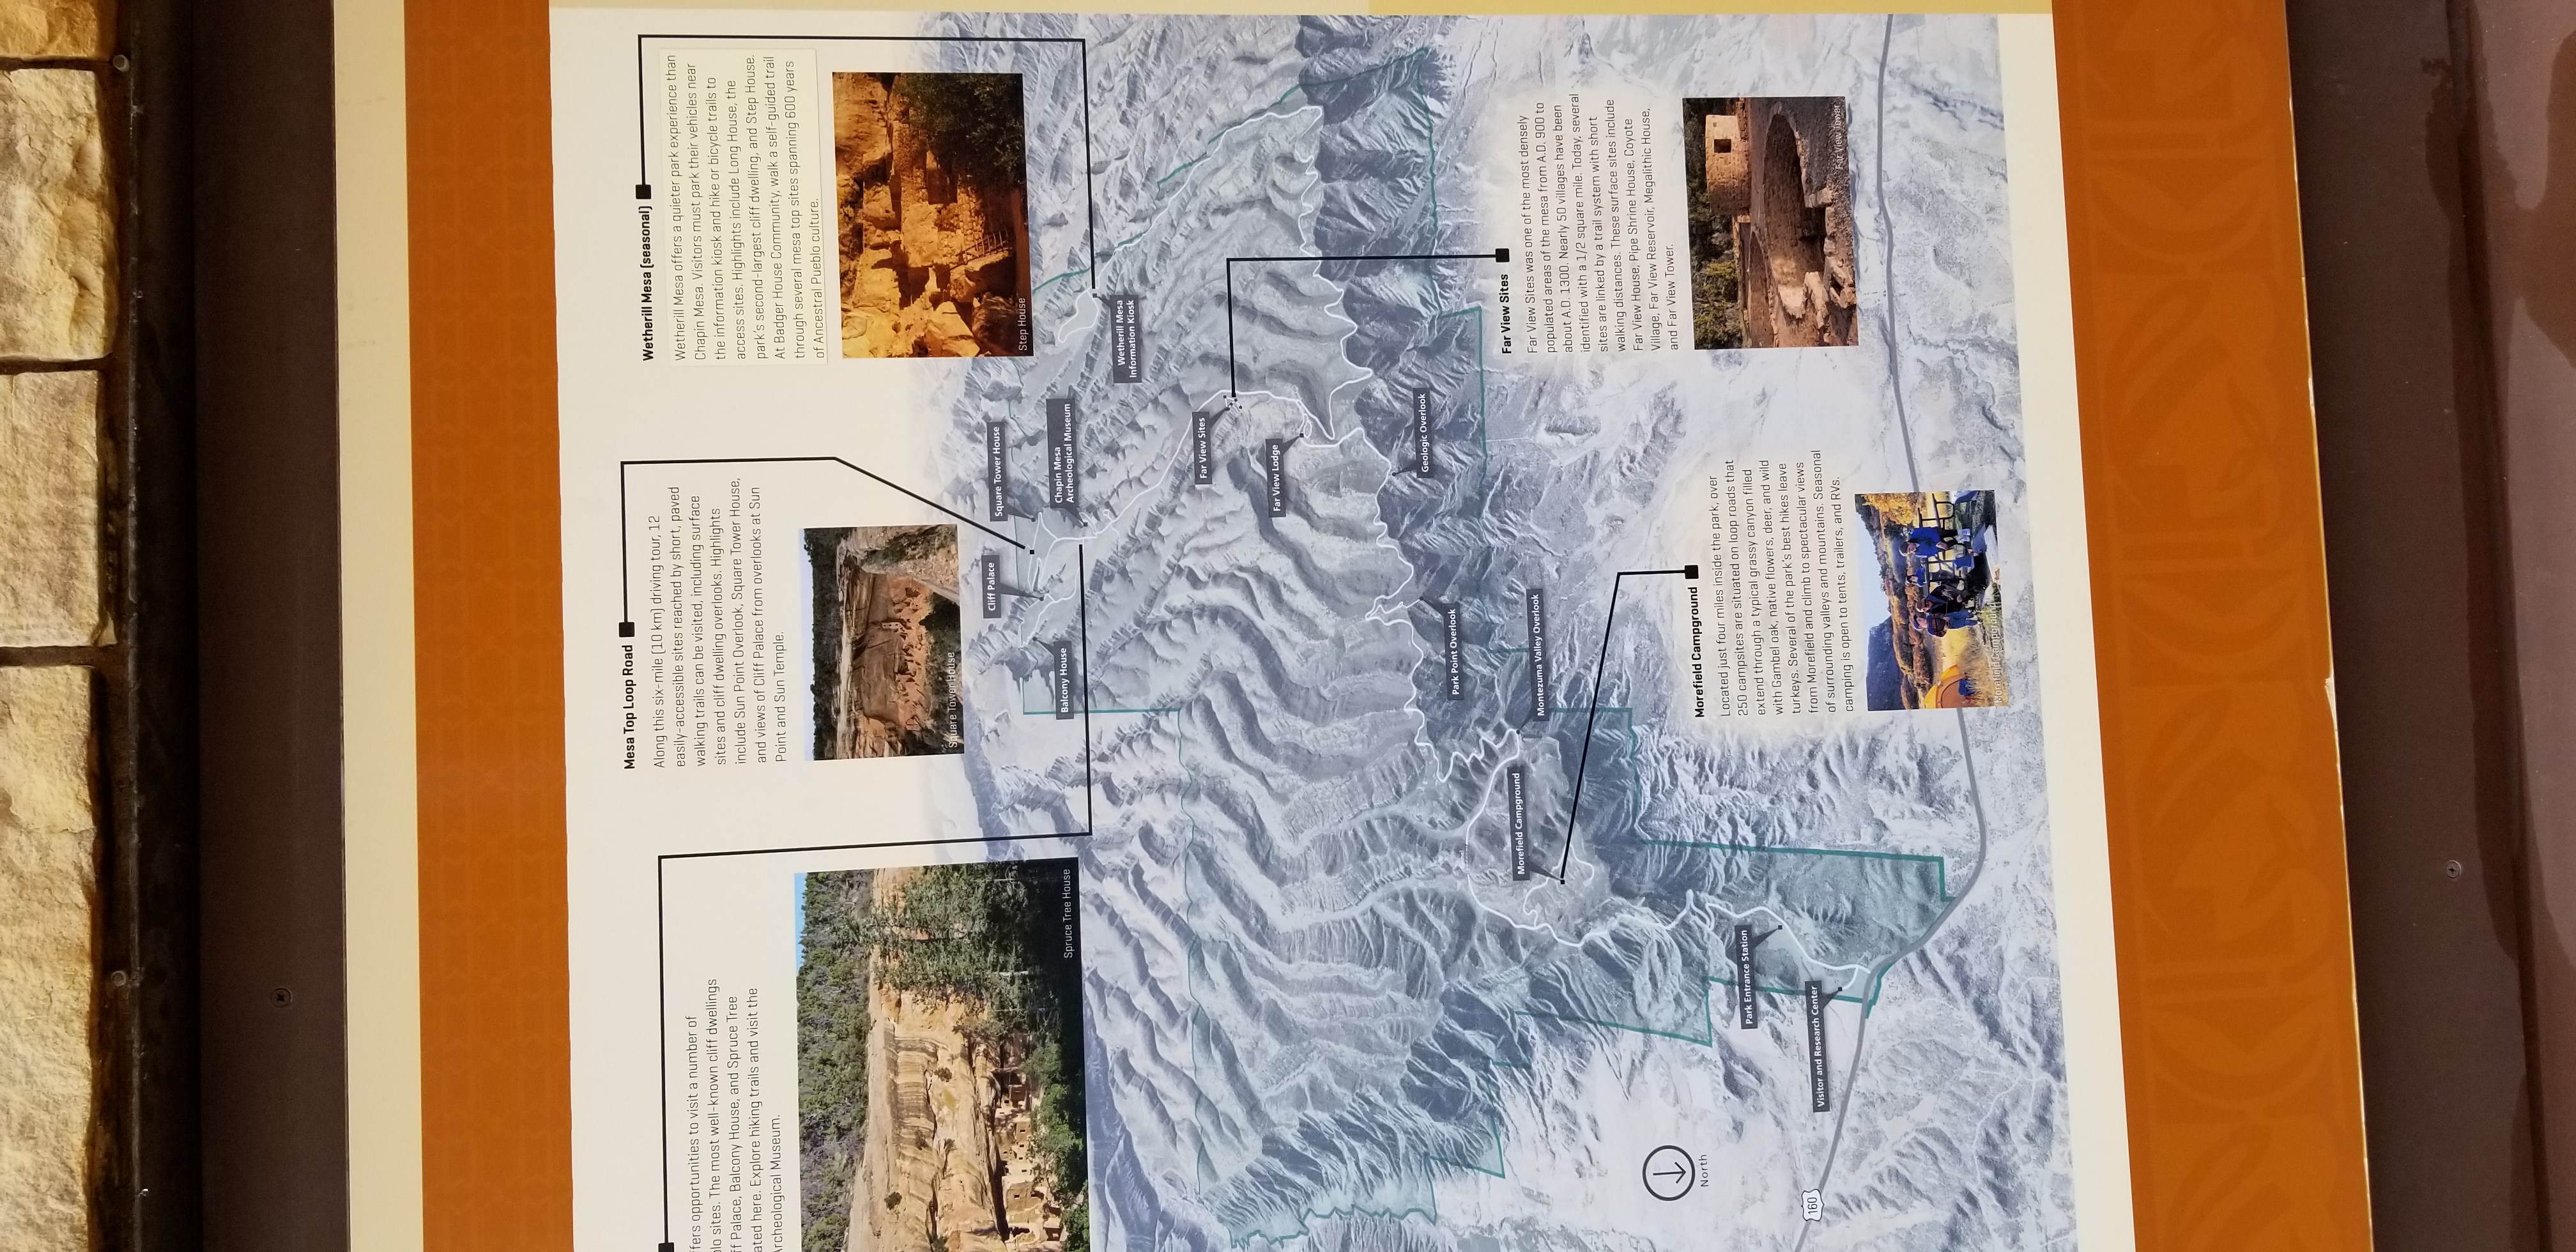 ffers opportunities to visit a number of
lo sites. The most well-known cliff dwellings
ff Palace, Balcony House, and Spruce Tree
ated here. Explore hiking trails and visit the
Archeological Museum.
Spruce Tree House
Mesa Top Loop Road
Along this six-mile (10 km) driving tour, 12
easily-accessible sites reached by short, paved
walking trails can be visited, including surface
sites and cliff dwelling overlooks. Highlights
include Sun Point Overlook, Square Tower House,
and views of Cliff Palace from overlooks at Sun
Point and Sun Temple.
Square Tower House
Wetherill Mesa (seasonal)
Wetherill Mesa offers a quieter park experience than
Chapin Mesa. Visitors must park their vehicles near
the information kiosk and hike or bicycle trails to
access sites. Highlights include Long House, the
park's second-largest cliff dwelling, and Step House.
At Badger House Community, walk a self-guided trail
through several mesa top sites spanning 600 years
of Ancestral Pueblo culture.
Step House
Cliff Palace
Square Tower House
Balcony House
Chapin Mesa
Archeological Museum
Wetherill Mesa
Information Kiosk
Far View Sites
Far View Lodge
Geologic Overlook
Park Point Overlook
Morefield Campground
Montezuma Valley Overlook
North
Park Entrance Station
Visitor and Research Center
160
Far View Sites
Far View Sites was one of the most densely
populated areas of the mesa from A.D. 900 to
about A.D. 1300. Nearly 50 villages have been
identified with a 1/2 square mile. Today, several
sites are linked by a trail system with short
walking distances. These surface sites include
Far View House, Pipe Shrine House, Coyote
Village, Far View Reservoir, Megalithic House,
and Far View Tower.
Far View Tower
Morefield Campground
Located just four miles inside the park, over
250 campsites are situated on loop roads that
extend through a typical grassy canyon filled
with Gambel oak, native flowers, deer, and wild
turkeys. Several of the park's best hikes leave
from Morefield and climb to spectacular views
of surrounding valleys and mountains. Seasonal
camping is open to tents, trailers, and RVs.
Morefield Campground